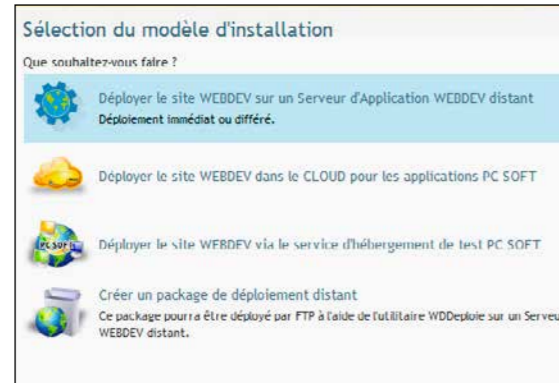 Sélection du modèle d'installation
Que souhaitez-vous faire ?
Déployer le site WEBDEV sur un Serveur d'Application WEBDEV distant
Déploiement immédiat ou différé.
Déployer le site WEBDEV dans le CLOUD pour les applications PC SOFT
PC SOFT
Déployer le site WEBDEV via le service d'hébergement de test PC SOFT
Créer un package de déploiement distant
Ce package pourra être déployé par FTP à l'aide de l'utilitaire WDDeploie sur un Serveu
WEBDEV distant.